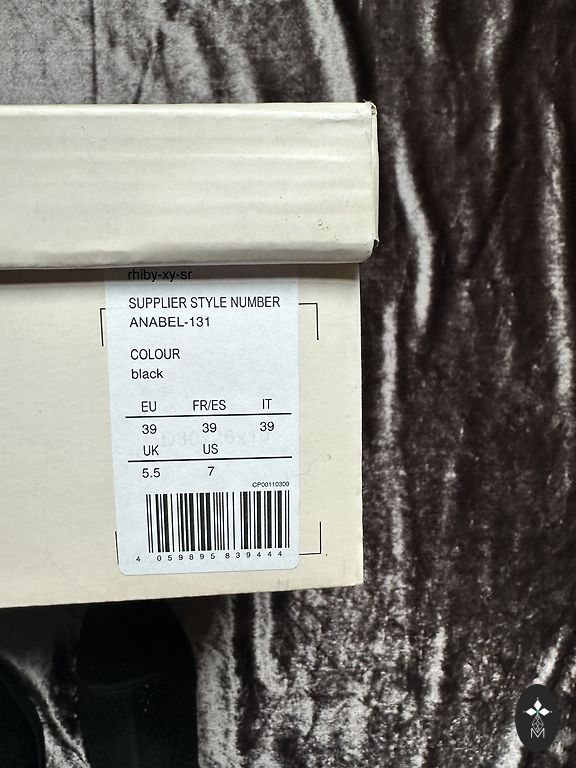 rhiby-xy-sr
SUPPLIER STYLE NUMBER
ANABEL-131
COLOUR
black
EU FR/ES IT
39 39 39
UK US
5.5 7
CP00110300
4 059895 839444